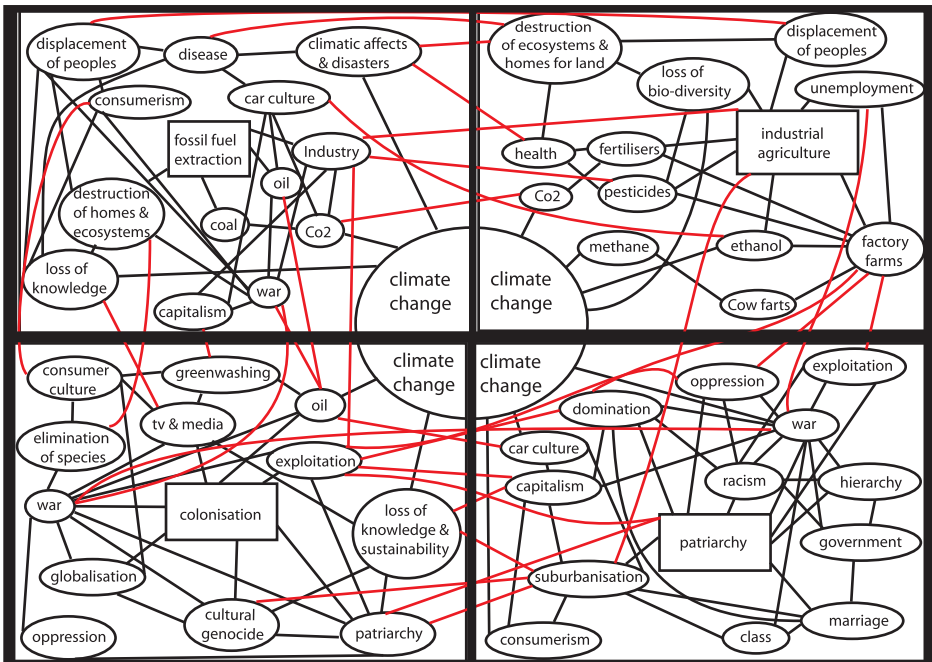 displacement
of peoples
disease
climatic affects
& disasters
consumerism
car culture
fossil fuel
extraction
Industry
oil
destruction
of homes &
ecosystems
coal
Co2
loss of
knowledge
war
capitalism
climate
change
destruction
of ecosystems &
homes for land
displacement
of peoples
loss of
bio-diversity
unemployment
industrial
agriculture
health
fertilisers
Co2
pesticides
methane
ethanol
factory
farms
climate
change
Cow farts
consumer
culture
greenwashing
climate
change
oil
tv & media
elimination
of species
exploitation
war
colonisation
loss of
knowledge &
sustainability
globalisation
cultural
genocide
oppression
patriarchy
climate
change
oppression
exploitation
domination
war
car culture
capitalism
racism
hierarchy
patriarchy
government
suburbanisation
marriage
consumerism
class